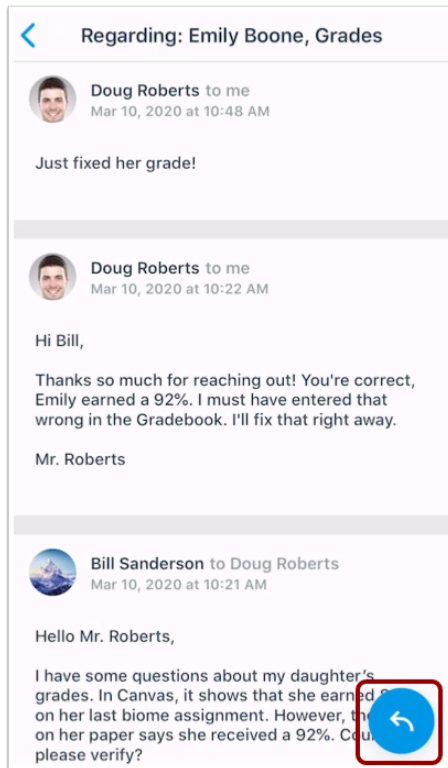 Regarding: Emily Boone, Grades
Doug Roberts to me
Mar 10, 2020 at 10:48 AM
Just fixed her grade!
Doug Roberts to me
Mar 10, 2020 at 10:22 AM
Hi Bill,
Thanks so much for reaching out! You're correct,
Emily earned a 92%. I must have entered that
wrong in the Gradebook. I'll fix that right away.
Mr. Roberts
Bill Sanderson to Doug Roberts
Mar 10, 2020 at 10:21 AM
Hello Mr. Roberts,
I have some questions about my daughter's
grades. In Canvas, it shows that she earned
on her last biome assignment. However,
on her paper says she received a 92%.
please verify?